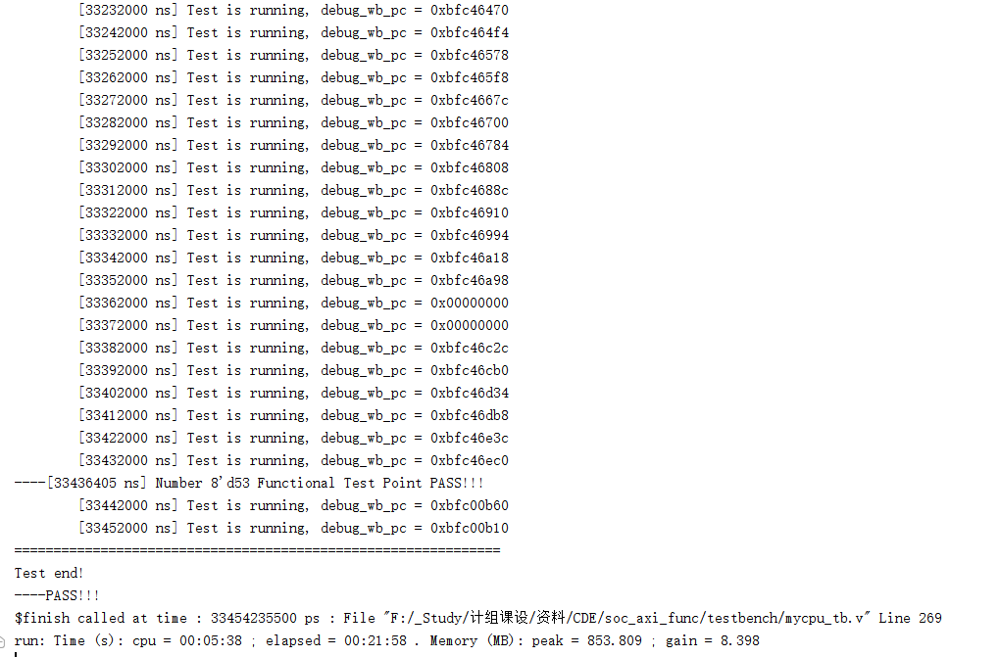 [33232000 ns] Test is running, debug_wb_pc = 0xbfc46470
[33242000 ns] Test is running, debug_wb_pc = 0xbfc464f4
[33252000 ns] Test is running, debug_wb_pc = 0xbfc46578
[33262000 ns] Test is running, debug_wb_pc = 0xbfc465f8
[33272000 ns] Test is running, debug_wb_pc = 0xbfc4667c
[33282000 ns] Test is running, debug_wb_pc = 0xbfc46700
[33292000 ns] Test is running, debug_wb_pc = 0xbfc46784
[33302000 ns] Test is running, debug_wb_pc = 0xbfc46808
[33312000 ns] Test is running, debug_wb_pc = 0xbfc4688c
[33322000 ns] Test is running, debug_wb_pc = 0xbfc46910
[33332000 ns] Test is running, debug_wb_pc = 0xbfc46994
[33342000 ns] Test is running, debug_wb_pc = 0xbfc46a18
[33352000 ns] Test is running, debug_wb_pc = 0xbfc46a98
[33362000 ns] Test is running, debug_wb_pc = 0x00000000
[33372000 ns] Test is running, debug_wb_pc = 0x00000000
[33382000 ns] Test is running, debug_wb_pc = 0xbfc46c2c
[33392000 ns] Test is running, debug_wb_pc = 0xbfc46cb0
[33402000 ns] Test is running, debug_wb_pc = 0xbfc46d34
[33412000 ns] Test is running, debug_wb_pc = 0xbfc46db8
[33422000 ns] Test is running, debug_wb_pc = 0xbfc46e3c
[33432000 ns] Test is running, debug_wb_pc = 0xbfc46ec0
----[33436405 ns] Number 8'd53 Functional Test Point PASS!!!
[33442000 ns] Test is running, debug_wb_pc = 0xbfc00b60
[33452000 ns] Test is running, debug_wb_pc = 0xbfc00b10
==============================================================
Test end!
----PASS!!!
$finish called at time : 33454235500 ps : File "F:/_Study/计组课设/资料/CDE/soc_axi_func/testbench/mycpu_tb.v" Line 269
run: Time (s): cpu = 00:05:38 ; elapsed = 00:21:58 . Memory (MB): peak = 853.809 ; gain = 8.398